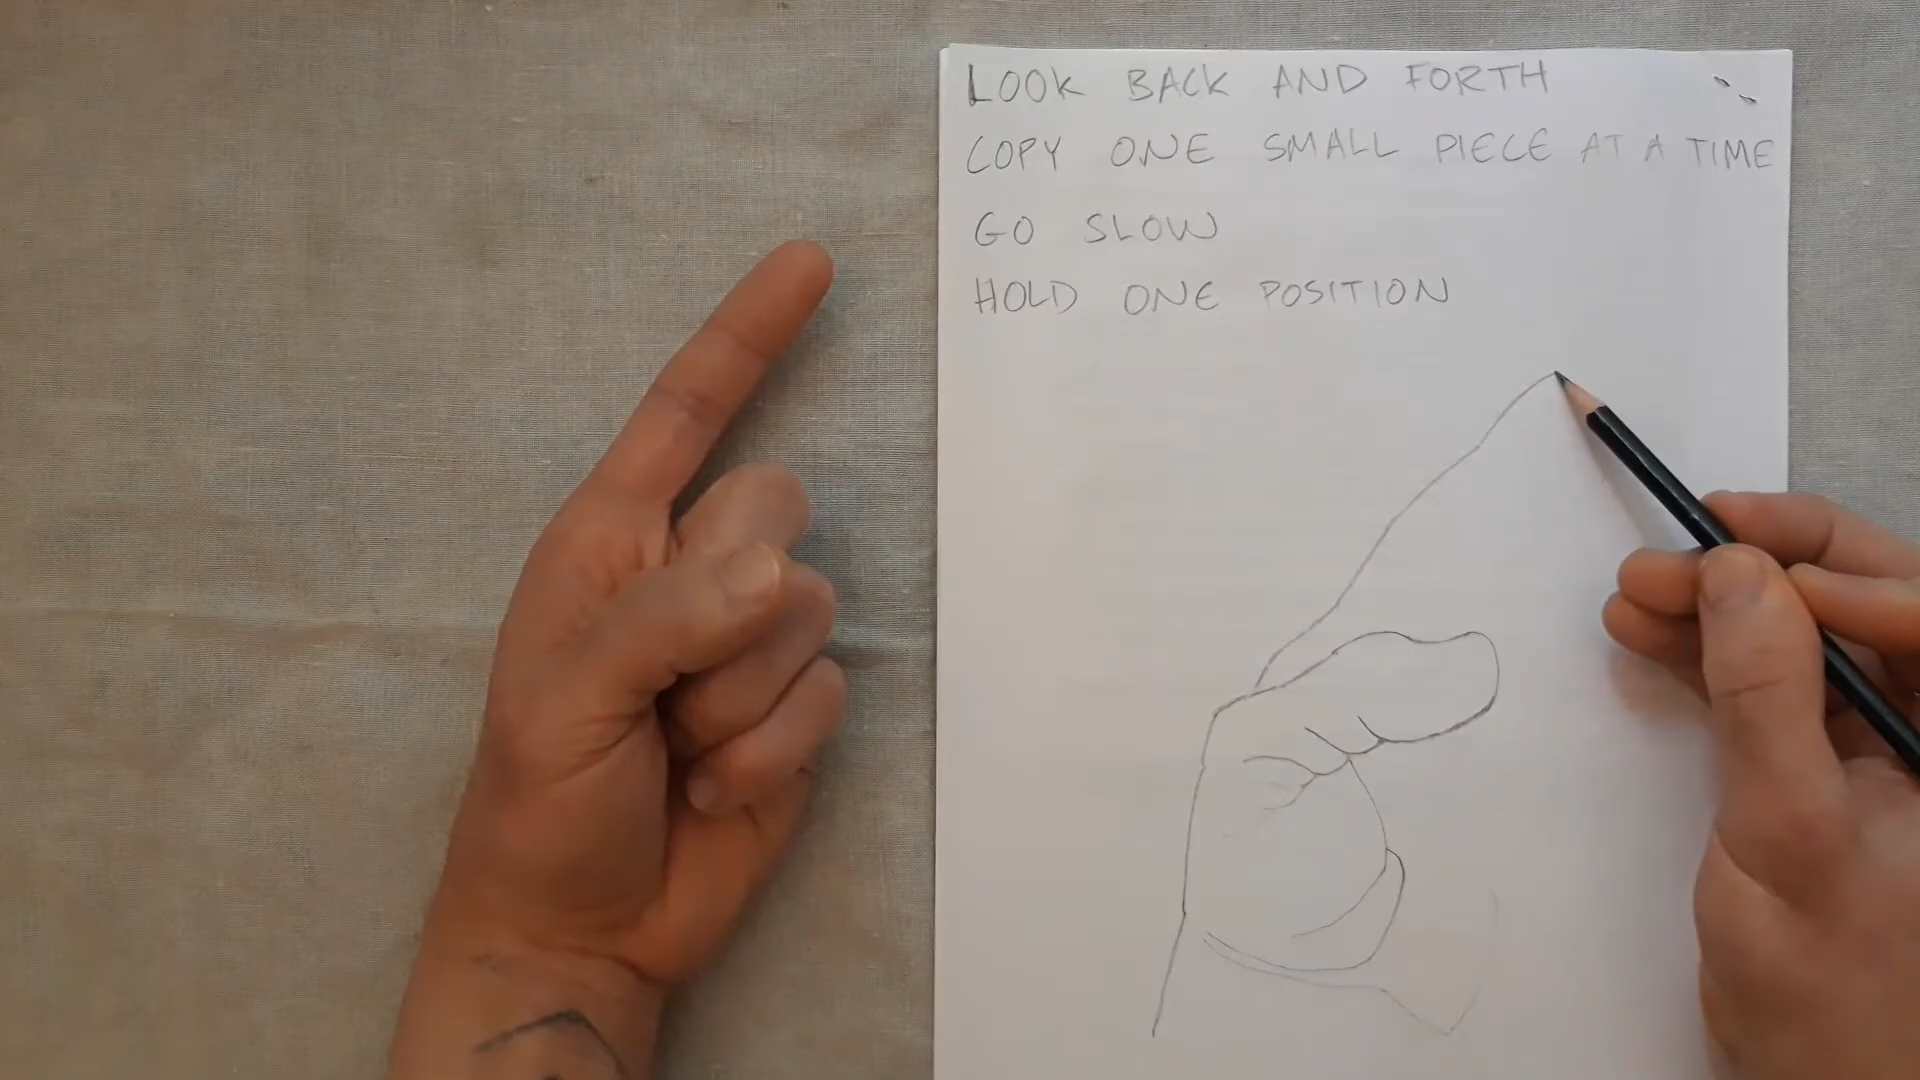 LOOK BACK AND FORTH
COPY ONE SMALL PIECE AT A TIME
GO SLOW
HOLD ONE POSITION